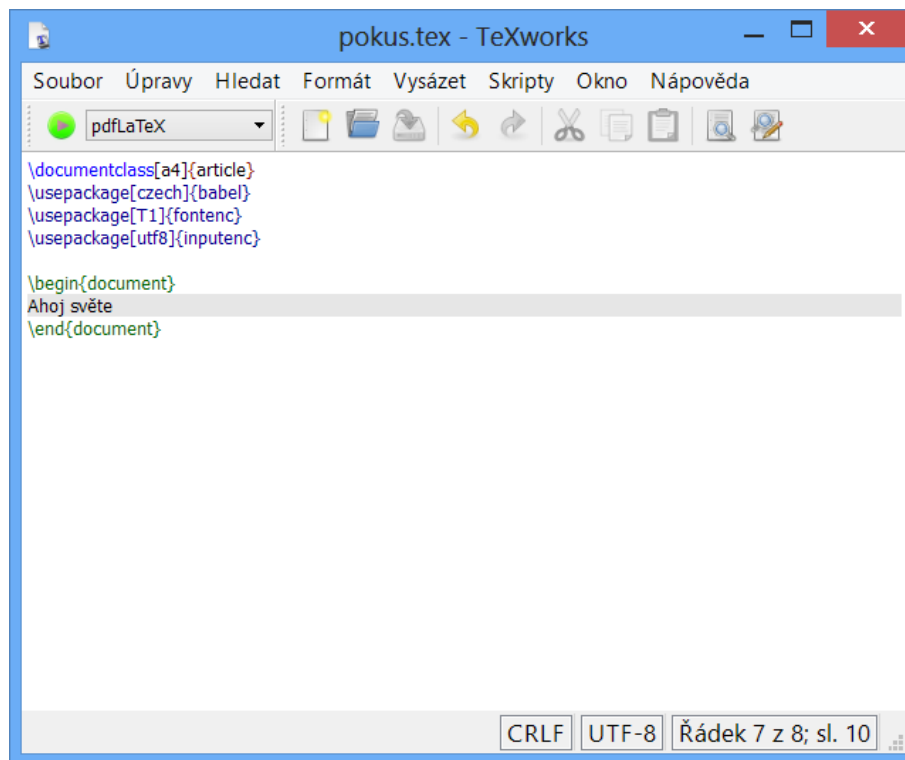 pokus.tex - TeXworks
Soubor Úpravy Hledat Formát Vysázet Skripty Okno Nápověda
pdfLaTeX
\documentclass[a4]{article}
\usepackage[czech]{babel}
\usepackage[T1]{fontenc}
\usepackage[utf8]{inputenc}
\begin{document}
Ahoj světe
\end{document}
CRLF UTF-8 Řádek 7 z 8; sl. 10